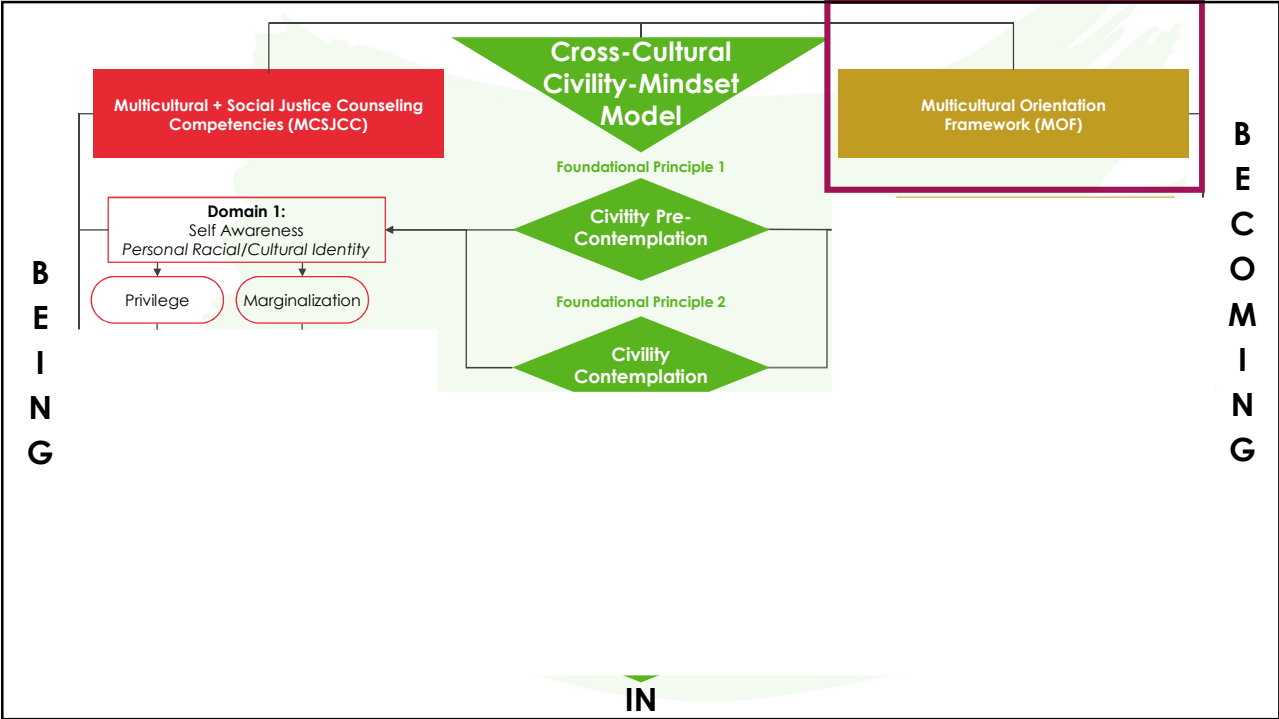 Cross-Cultural
Civility-Mindset
Model
Multicultural + Social Justice Counseling
Competencies (MCSJCC)
Multicultural Orientation
Framework (MOF)
Foundational Principle 1
Civitity Pre-
Contemplation
Domain 1:
Self Awareness
Personal Racial/Cultural Identity
Privilege
Marginalization
Foundational Principle 2
Civility
Contemplation
B
E
I
N
G
B
E
C
O
M
I
N
G
IN